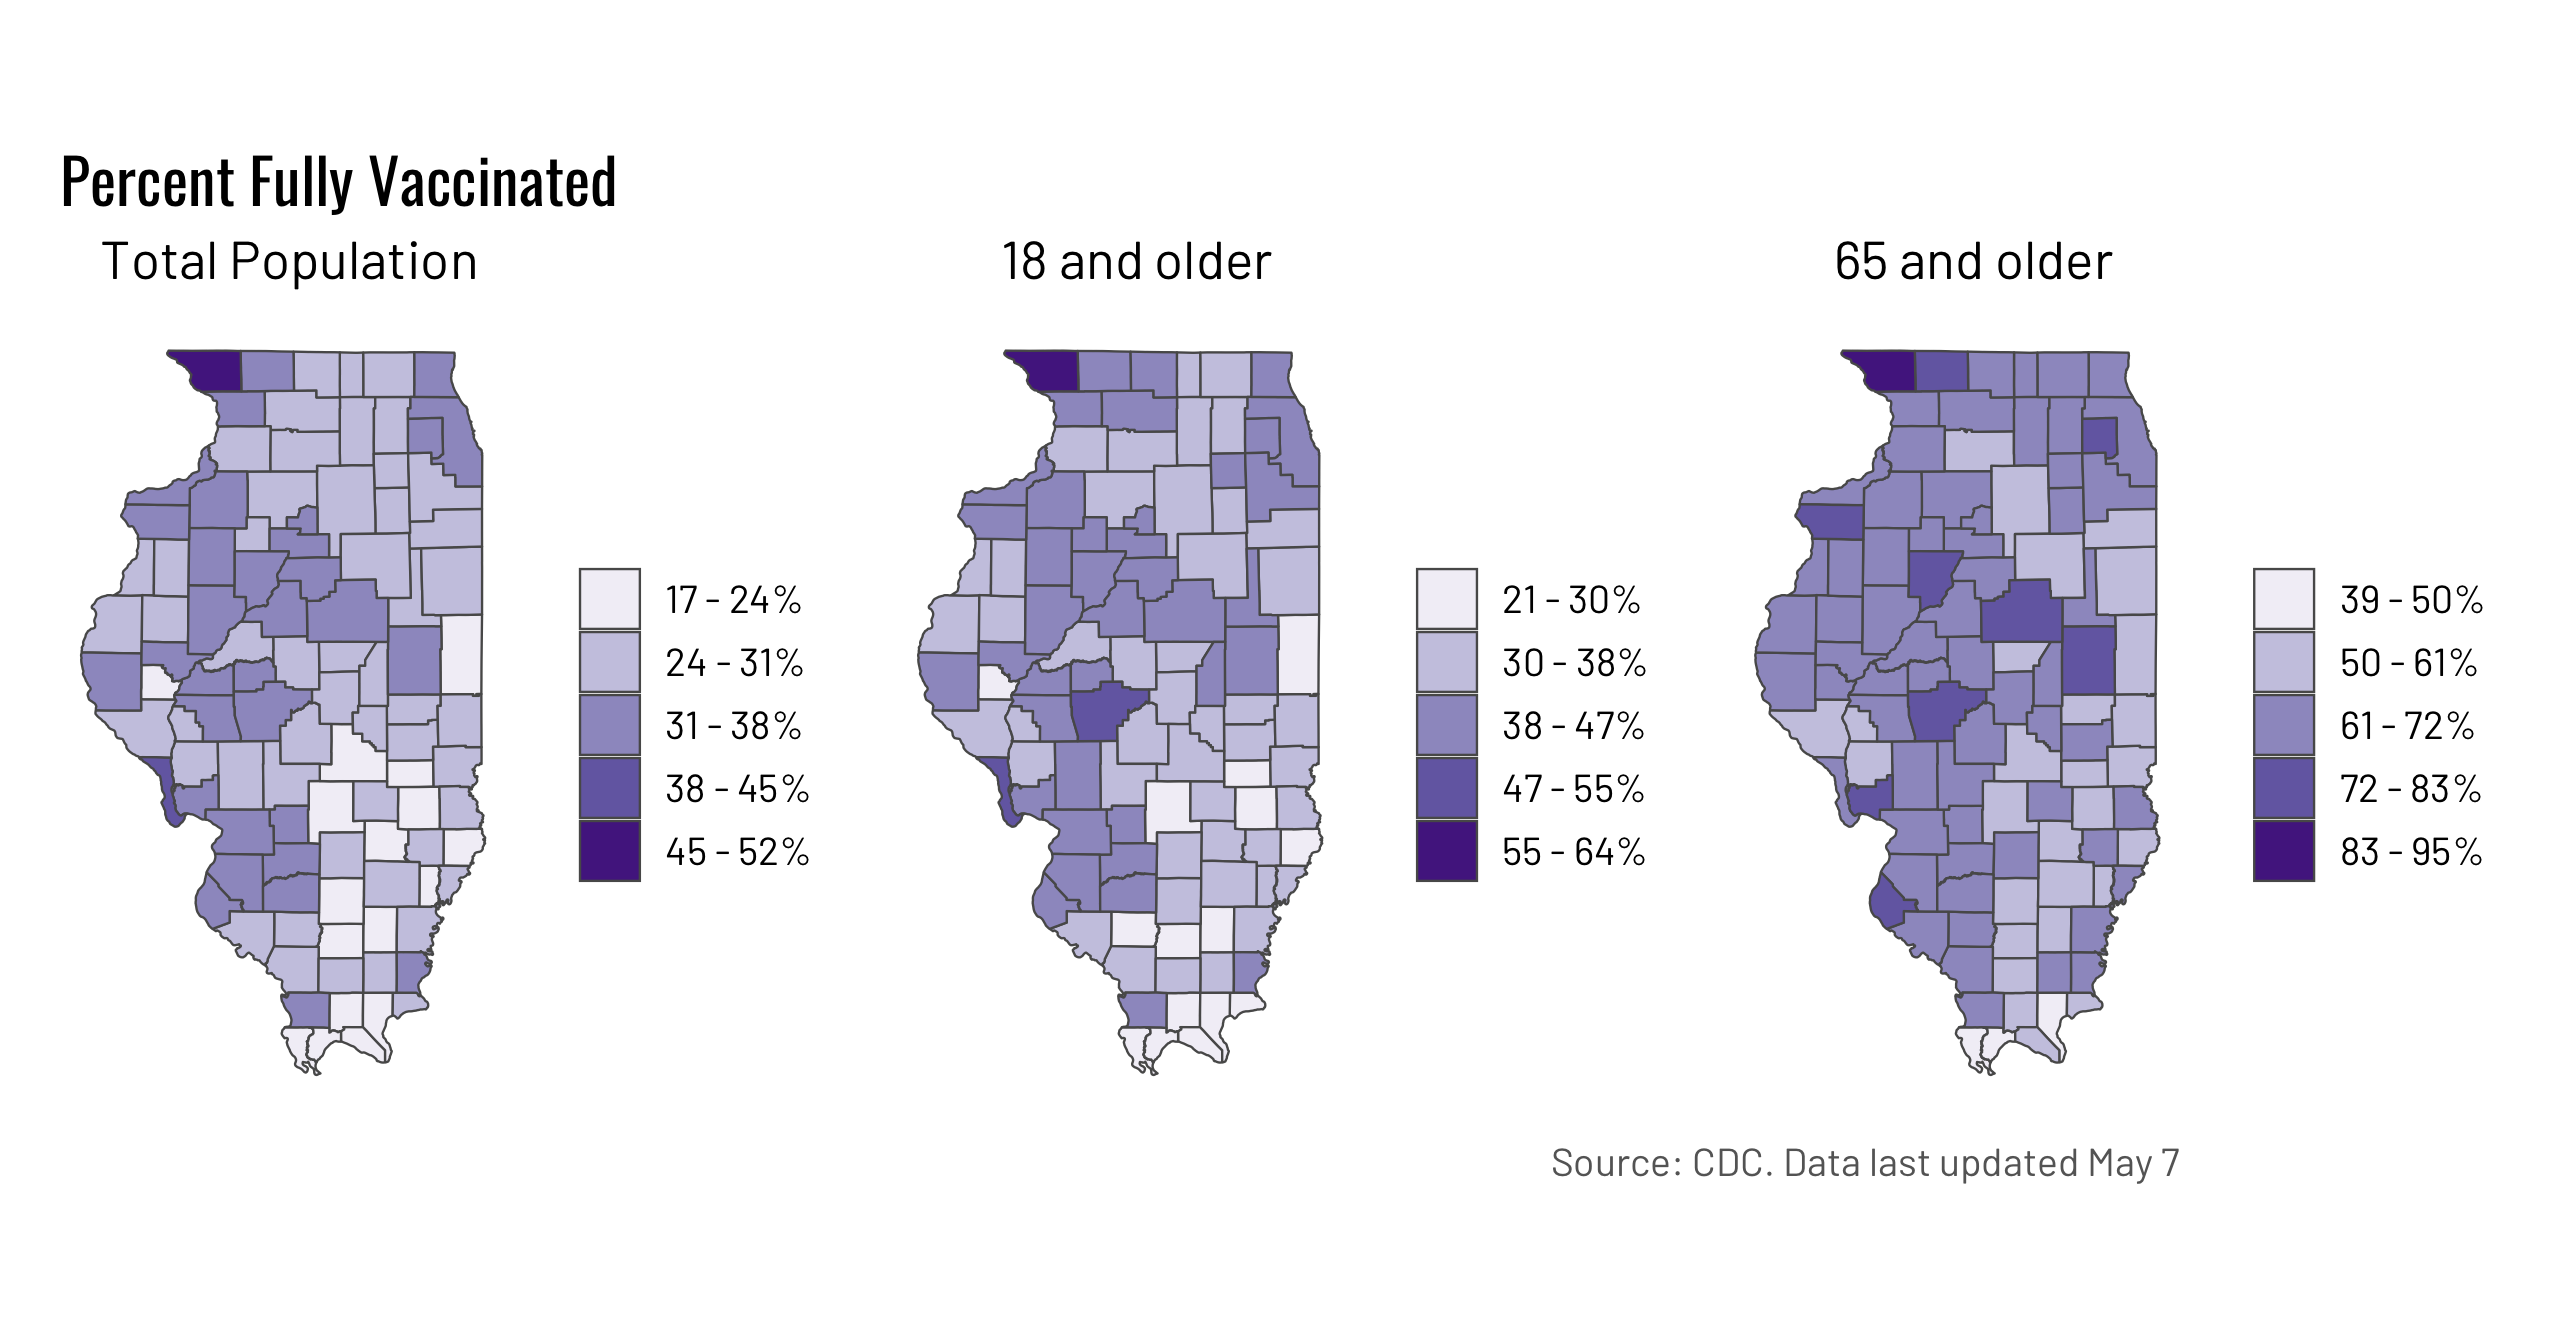 Percent Fully Vaccinated
Total Population
18 and older
65 and older
17 - 24%
24 - 31%
31 - 38%
38 - 45%
45 - 52%
21 - 30%
30 - 38%
38 - 47%
47 - 55%
55 - 64%
39 - 50%
50 - 61%
61 - 72%
72 - 83%
83 - 95%
Source: CDC. Data last updated May 7